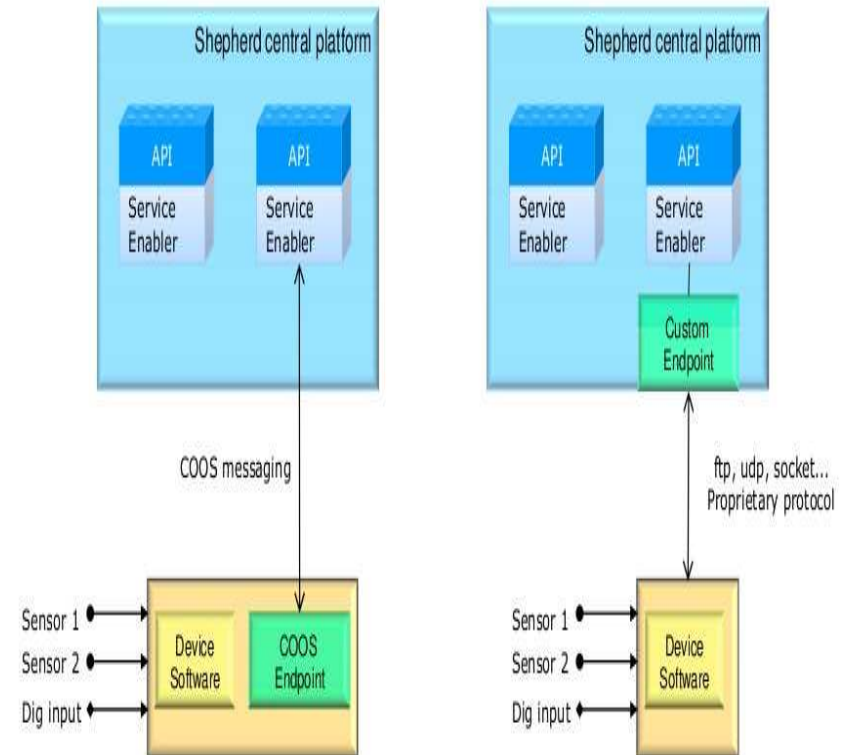 Shepherd central platform
API
API
Service
Enabler
Service
Enabler
COOS messaging
Sensor 1
Sensor 2
Dig input
Device
Software
COOS
Endpoint
Shepherd central platform
API
API
Service
Enabler
Service
Enabler
Custom
Endpoint
ftp, udp, socket...
Proprietary protocol
Sensor 1
Sensor 2
Dig input
Device
Software